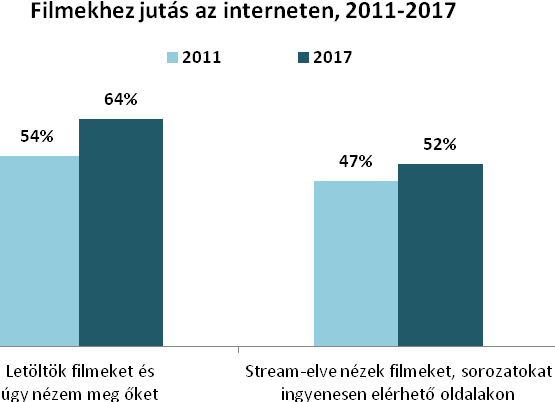 Filmekhez jutás az interneten, 2011-2017
2011 2017
54% 64% 47% 52%
Letöltök filmeket és
úgy nézem meg őket
Stream-elve nézek filmeket, sorozatokat
ingyenesen elérhető oldalakon